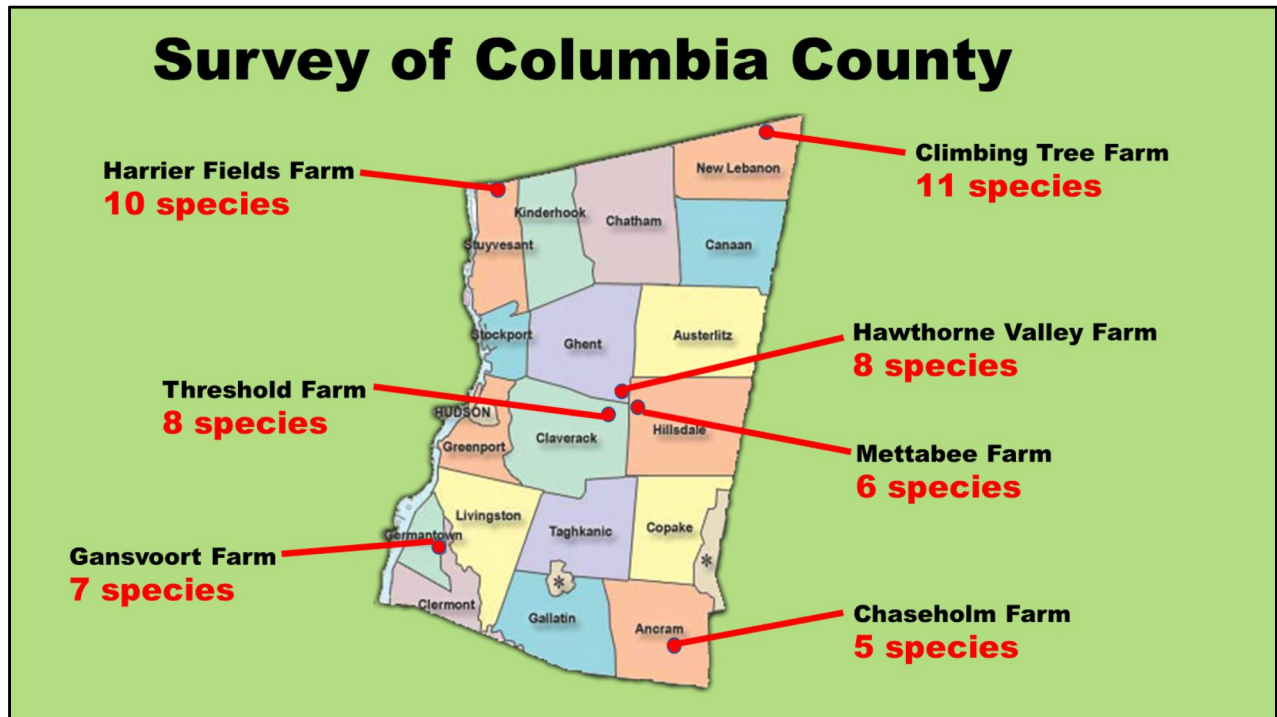 Survey of Columbia County
Harrier Fields Farm
10 species
Climbing Tree Farm
11 species
New Lebanon
Kinderhook
Chatham
Stuyvesant
Canaan
Stockport
Ghent
Austerlitz
Hawthorne Valley Farm
8 species
Threshold Farm
8 species
HUDSON
Claverack
Hillsdale
Greenport
Mettabee Farm
6 species
Livingston
Taghkanic
Copake
Germantown
Gansvoort Farm
7 species
*
*
Clermont
Gallatin
Ancram
Chaseholm Farm
5 species